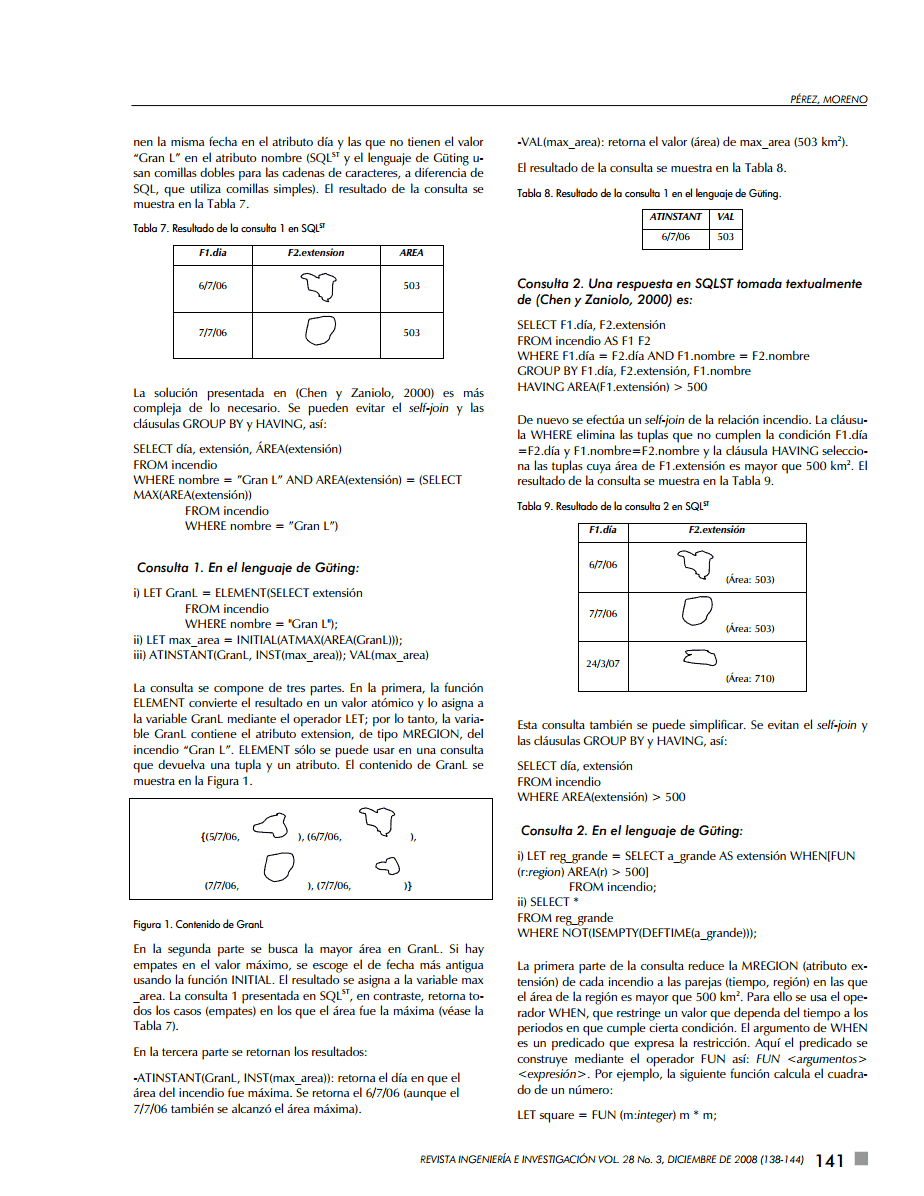 PÉREZ, MORENO
nen la misma fecha en el atributo día y las que no tienen el valor
“Gran L” en el atributo nombre (SQLST y el lenguaje de Güting u-
san comillas dobles para las cadenas de caracteres, a diferencia de
SQL, que utiliza comillas simples). El resultado de la consulta se
muestra en la Tabla 7.
Tabla 7. Resultado de la consulta 1 en SQLST
F1.dia F2.extension AREA
6/7/06 503
7/7/06 503
La solución presentada en (Chen y Zaniolo, 2000) es más
compleja de lo necesario. Se pueden evitar el self-join y las
cláusulas GROUP BY y HAVING, así:
SELECT día, extensión, ÁREA(extensión)
FROM incendio
WHERE nombre = ”Gran L” AND AREA(extensión) = (SELECT
MAX(AREA(extensión))
FROM incendio
WHERE nombre = ”Gran L”)
Consulta 1. En el lenguaje de Güting:
i) LET GranL = ELEMENT(SELECT extensión
FROM incendio
WHERE nombre = "Gran L");
ii) LET max_area = INITIAL(ATMAX(AREA(GranL)));
iii) ATINSTANT(GranL, INST(max_area)); VAL(max_area)
La consulta se compone de tres partes. En la primera, la función
ELEMENT convierte el resultado en un valor atómico y lo asigna a
la variable GranL mediante el operador LET; por lo tanto, la varia-
ble GranL contiene el atributo extension, de tipo MREGION, del
incendio “Gran L”. ELEMENT sólo se puede usar en una consulta
que devuelva una tupla y un atributo. El contenido de GranL se
muestra en la Figura 1.
{(5/7/06, ), (6/7/06, ),
(7/7/06, ), (7/7/06, )}
Figura 1. Contenido de GranL
En la segunda parte se busca la mayor área en GranL. Si hay
empates en el valor máximo, se escoge el de fecha más antigua
usando la función INITIAL. El resultado se asigna a la variable max
_area. La consulta 1 presentada en SQLST, en contraste, retorna to-
dos los casos (empates) en los que el área fue la máxima (véase la
Tabla 7).
En la tercera parte se retornan los resultados:
-ATINSTANT(GranL, INST(max_area)): retorna el día en que el
área del incendio fue máxima. Se retorna el 6/7/06 (aunque el
7/7/06 también se alcanzó el área máxima).
-VAL(max_area): retorna el valor (área) de max_area (503 km²).
El resultado de la consulta se muestra en la Tabla 8.
Tabla 8. Resultado de la consulta 1 en el lenguaje de Güting.
ATINSTANT VAL
6/7/06 503
Consulta 2. Una respuesta en SQLST tomada textualmente
de (Chen y Zaniolo, 2000) es:
SELECT F1.día, F2.extensión
FROM incendio AS F1 F2
WHERE F1.día = F2.día AND F1.nombre = F2.nombre
GROUP BY F1.día, F2.extensión, F1.nombre
HAVING AREA(F1.extensión) > 500
De nuevo se efectúa un self-join de la relación incendio. La cláusu-
la WHERE elimina las tuplas que no cumplen la condición F1.día
=F2.día y F1.nombre=F2.nombre y la cláusula HAVING seleccio-
na las tuplas cuya área de F1.extensión es mayor que 500 km². El
resultado de la consulta se muestra en la Tabla 9.
Tabla 9. Resultado de la consulta 2 en SQLST
F1.día F2.extensión
6/7/06 (Área: 503)
7/7/06 (Área: 503)
24/3/07 (Área: 710)
Esta consulta también se puede simplificar. Se evitan el self-join y
las cláusulas GROUP BY y HAVING, así:
SELECT día, extensión
FROM incendio
WHERE AREA(extensión) > 500
Consulta 2. En el lenguaje de Güting:
i) LET reg_grande = SELECT a_grande AS extensión WHEN[FUN
(r:region) AREA(r) > 500]
FROM incendio;
ii) SELECT *
FROM reg_grande
WHERE NOT(ISEMPTY(DEFTIME(a_grande)));
La primera parte de la consulta reduce la MREGION (atributo ex-
tensión) de cada incendio a las parejas (tiempo, región) en las que
el área de la región es mayor que 500 km². Para ello se usa el ope-
rador WHEN, que restringe un valor que dependa del tiempo a los
periodos en que cumple cierta condición. El argumento de WHEN
es un predicado que expresa la restricción. Aquí el predicado se
construye mediante el operador FUN así: FUN <argumentos>
<expresión>. Por ejemplo, la siguiente función calcula el cuadra-
do de un número:
LET square = FUN (m:integer) m * m;
REVISTA INGENIERÍA E INVESTIGACIÓN VOL. 28 No. 3, DICIEMBRE DE 2008 (138-144) 141